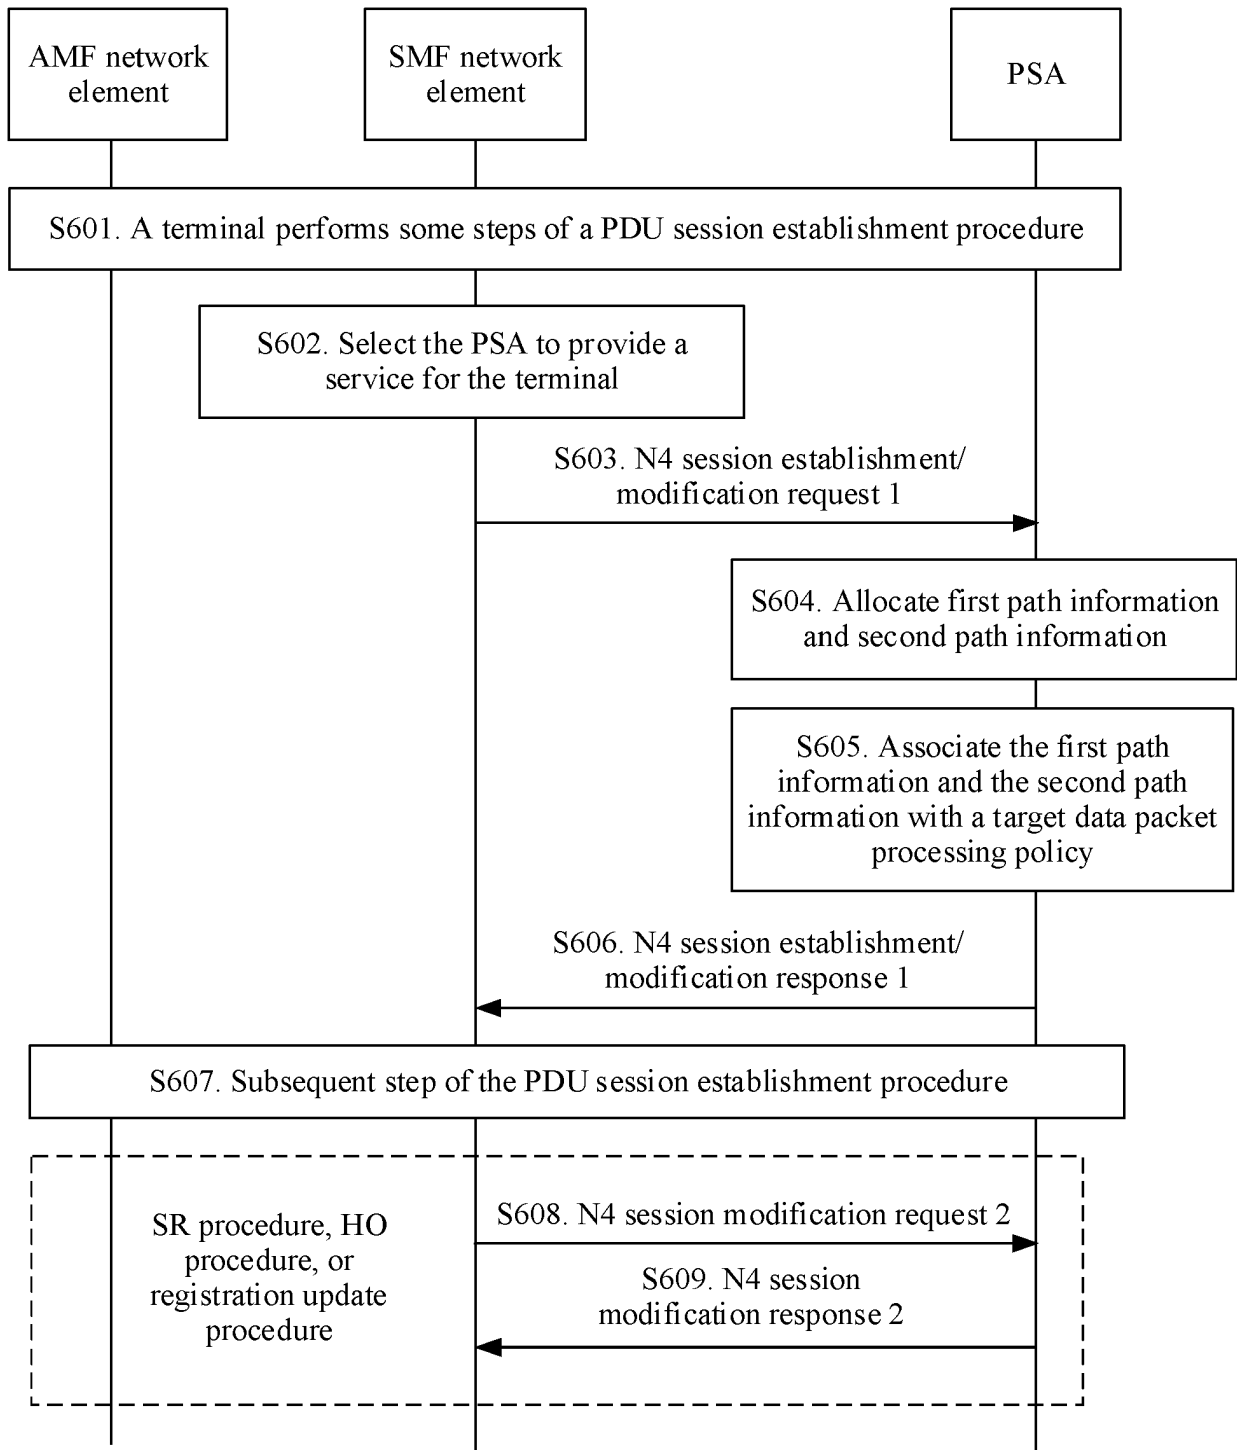 AMF network
element
SMF network
element
PSA
S601. A terminal performs some steps of a PDU session establishment procedure
S602. Select the PSA to provide a
service for the terminal
S603. N4 session establishment/
modification request 1
S604. Allocate first path information
and second path information
S605. Associate the first path
information and the second path
information with a target data packet
processing policy
S606. N4 session establishment/
modification response 1
S607. Subsequent step of the PDU session establishment procedure
SR procedure, HO
procedure, or
registration update
procedure
S608. N4 session modification request 2
S609. N4 session
modification response 2